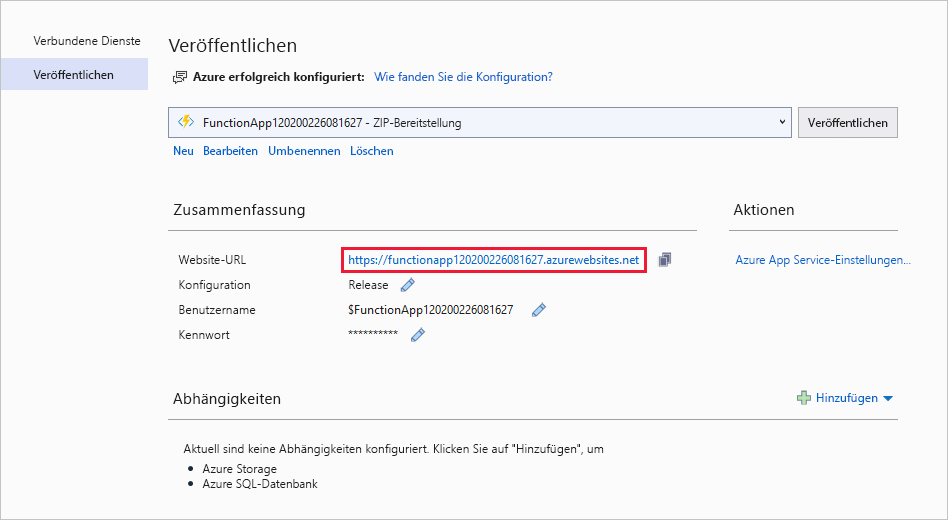 Verbundene Dienste
Veröffentlichen
Veröffentlichen
Azure erfolgreich konfiguriert: Wie fanden Sie die Konfiguration?
FunctionApp120200226081627 - ZIP-Bereitstellung
Veröffentlichen
Neu Bearbeiten Umbenennen Löschen
Zusammenfassung
Website-URL https://functionapp120200226081627.azurewebsites.net
Konfiguration Release
Benutzername $FunctionApp120200226081627
Kennwort **********
Aktionen
Azure App Service-Einstellungen...
Abhängigkeiten
Hinzufügen
Aktuell sind keine Abhängigkeiten konfiguriert. Klicken Sie auf "Hinzufügen", um
• Azure Storage
• Azure SQL-Datenbank